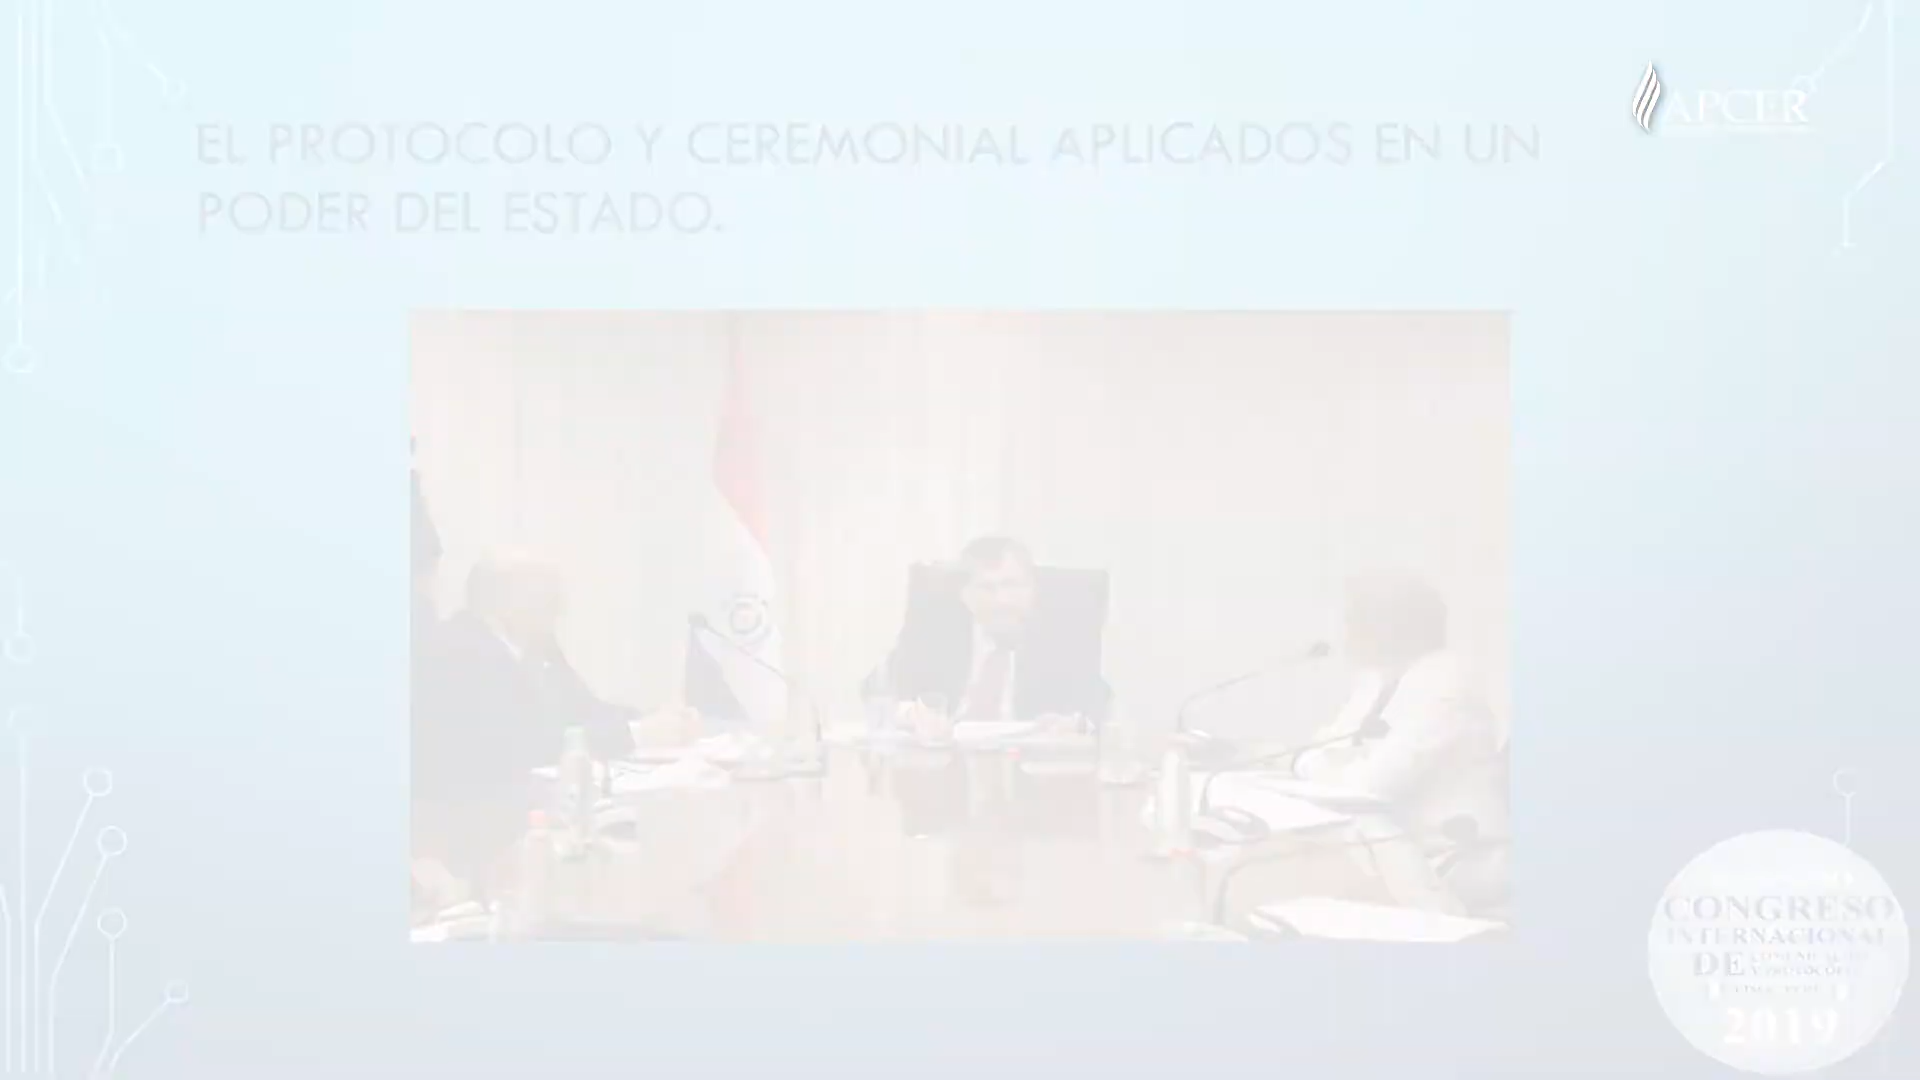 EL PROTOCOLO Y CEREMONIAL APLICADOS EN UN
PODER DEL ESTADO.
APCER
CONGRESO
INTERNACIONAL
DE
2019